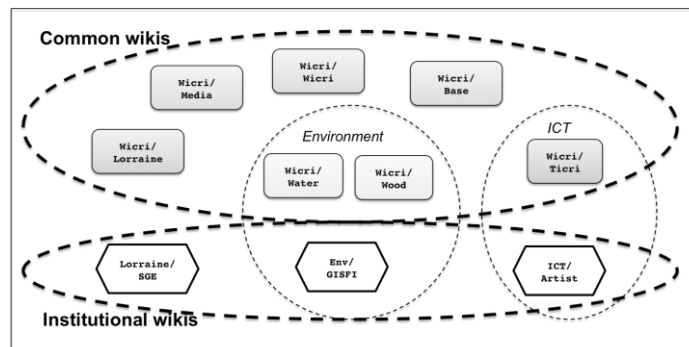 Common wikis
Wicri/
Wicri
Wicri/
Media
Wicri/
Base
Environment
ICT
Wicri/
Lorraine
Wicri/
Water
Wicri/
Wood
Wicri/
Ticri
Lorraine/
SGE
Env/
GISFI
ICT/
Artist
Institutional wikis